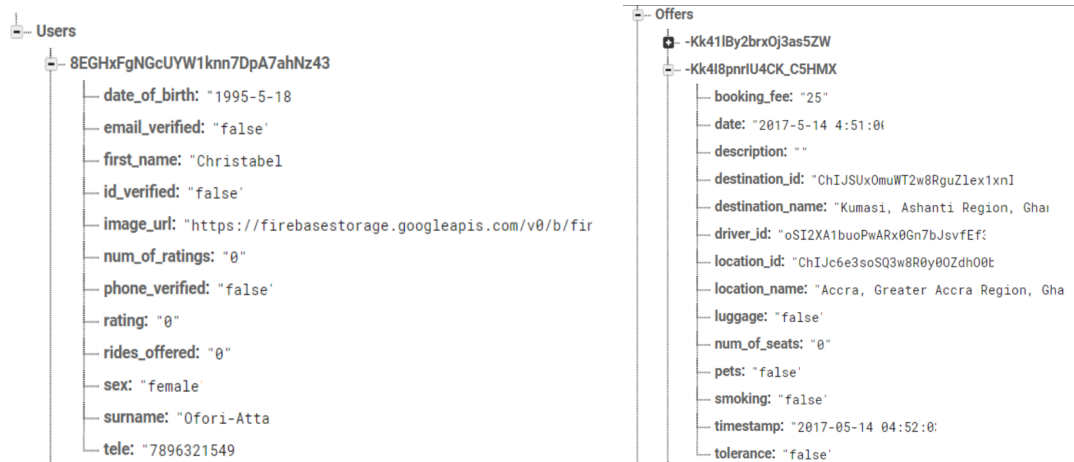 Users
8EGHxFgNGcUYW1knn7DpA7ahNz43
date_of_birth: "1995-5-18
email_verified: "false'
first_name: "Christabel
id_verified: "false'
image_url: "https://firebasestorage.googleapis.com/v0/b/fir
num_of_ratings: "0"
phone_verified: "false'
rating: "0"
rides_offered: "0"
sex: "female
surname: "Ofori-Atta
tele: "7896321549
Offers
-Kk41lBy2brxOj3as5ZW
-Kk4I8pnrIU4CK_C5HMX
booking_fee: "25"
date: "2017-5-14 4:51:0
description: ""
destination_id: "ChIJSUxOmuWT2w8RguZlex1xnI
destination_name: "Kumasi, Ashanti Region, Gha
driver_id: "oSI2XA1buoPwARx0Gn7bJsvfEf
location_id: "ChIJc6e3soSQ3w8R0y0OZdhO0
location_name: "Accra, Greater Accra Region, Gha
luggage: "false'
num_of_seats: "0"
pets: "false'
smoking: "false'
timestamp: "2017-05-14 04:52:0
tolerance: "false'